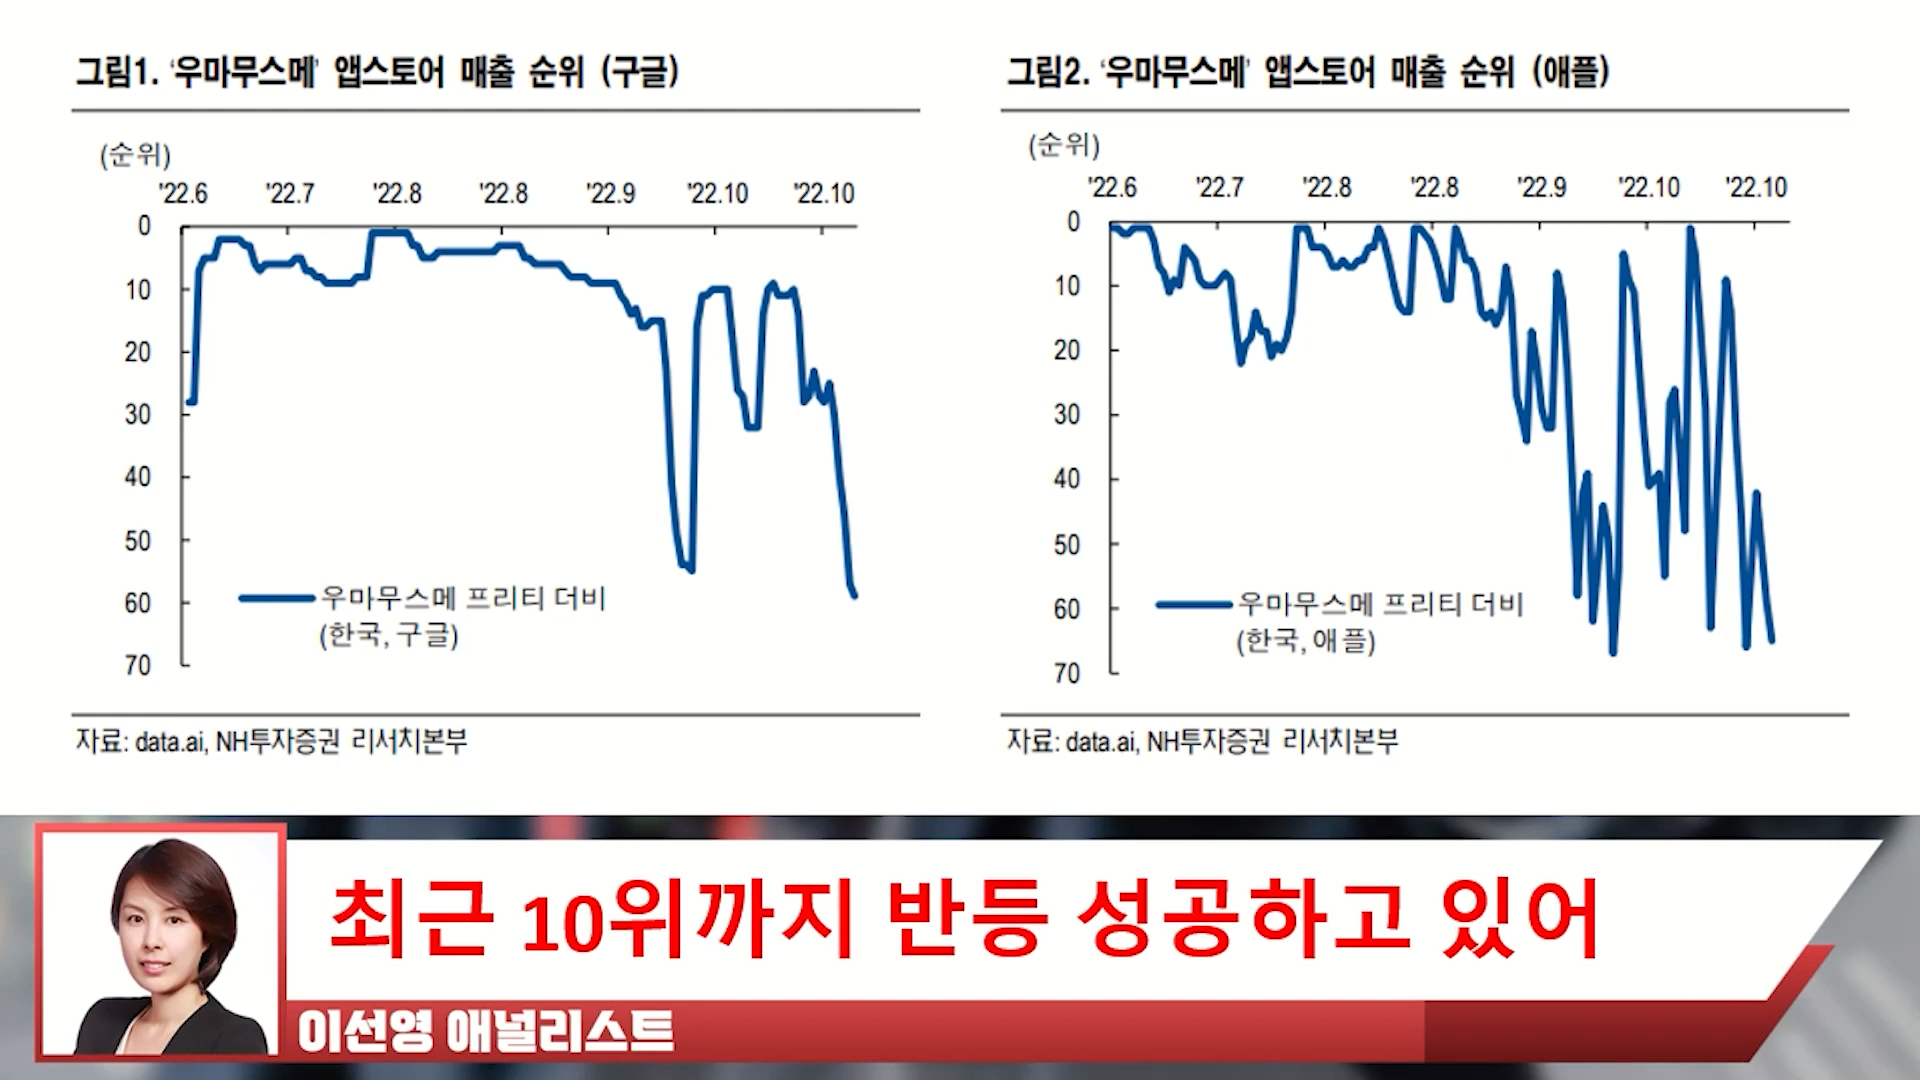 그림1. ‘우마무스메’ 앱스토어 매출 순위 (구글)
(순위)
'22.6 '22.7 '22.8 '22.8 '22.9 '22.10 '22.10
0
10
20
30
40
50
60
70
우마무스메 프리티 더비
(한국, 구글)
자료: data.ai, NH투자증권 리서치본부
그림2. ‘우마무스메’ 앱스토어 매출 순위 (애플)
(순위)
'22.6 '22.7 '22.8 '22.8 '22.9 '22.10 '22.10
0
10
20
30
40
50
60
70
우마무스메 프리티 더비
(한국, 애플)
자료: data.ai, NH투자증권 리서치본부
최근 10위까지 반등 성공하고 있어
이선영 애널리스트